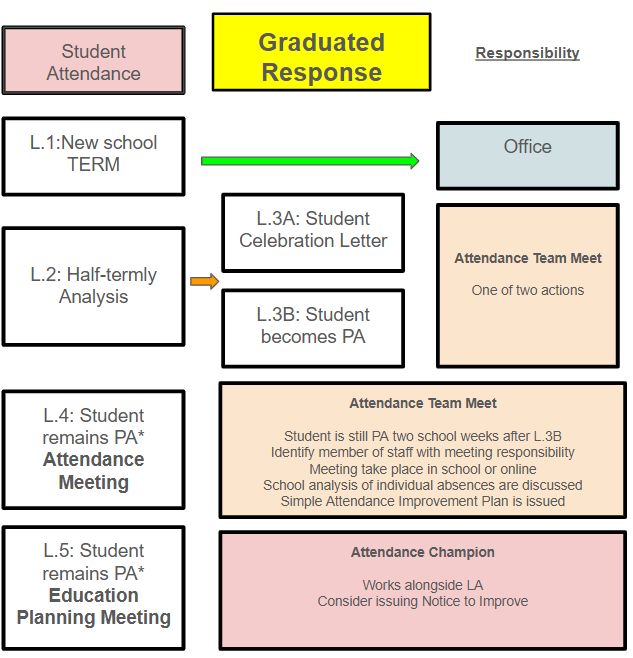 Student
Attendance
Graduated
Response
Responsibility
L.1:New school
TERM
Office
L.2: Half-termly
Analysis
L.3A: Student
Celebration Letter
L.3B: Student
becomes PA
Attendance Team Meet
One of two actions
L.4: Student
remains PA*
Attendance
Meeting
Attendance Team Meet
Student is still PA two school weeks after L.3B
Identify member of staff with meeting responsibility
Meeting take place in school or online
School analysis of individual absences are discussed
Simple Attendance Improvement Plan is issued
L.5: Student
remains PA*
Education
Planning Meeting
Attendance Champion
Works alongside LA
Consider issuing Notice to Improve